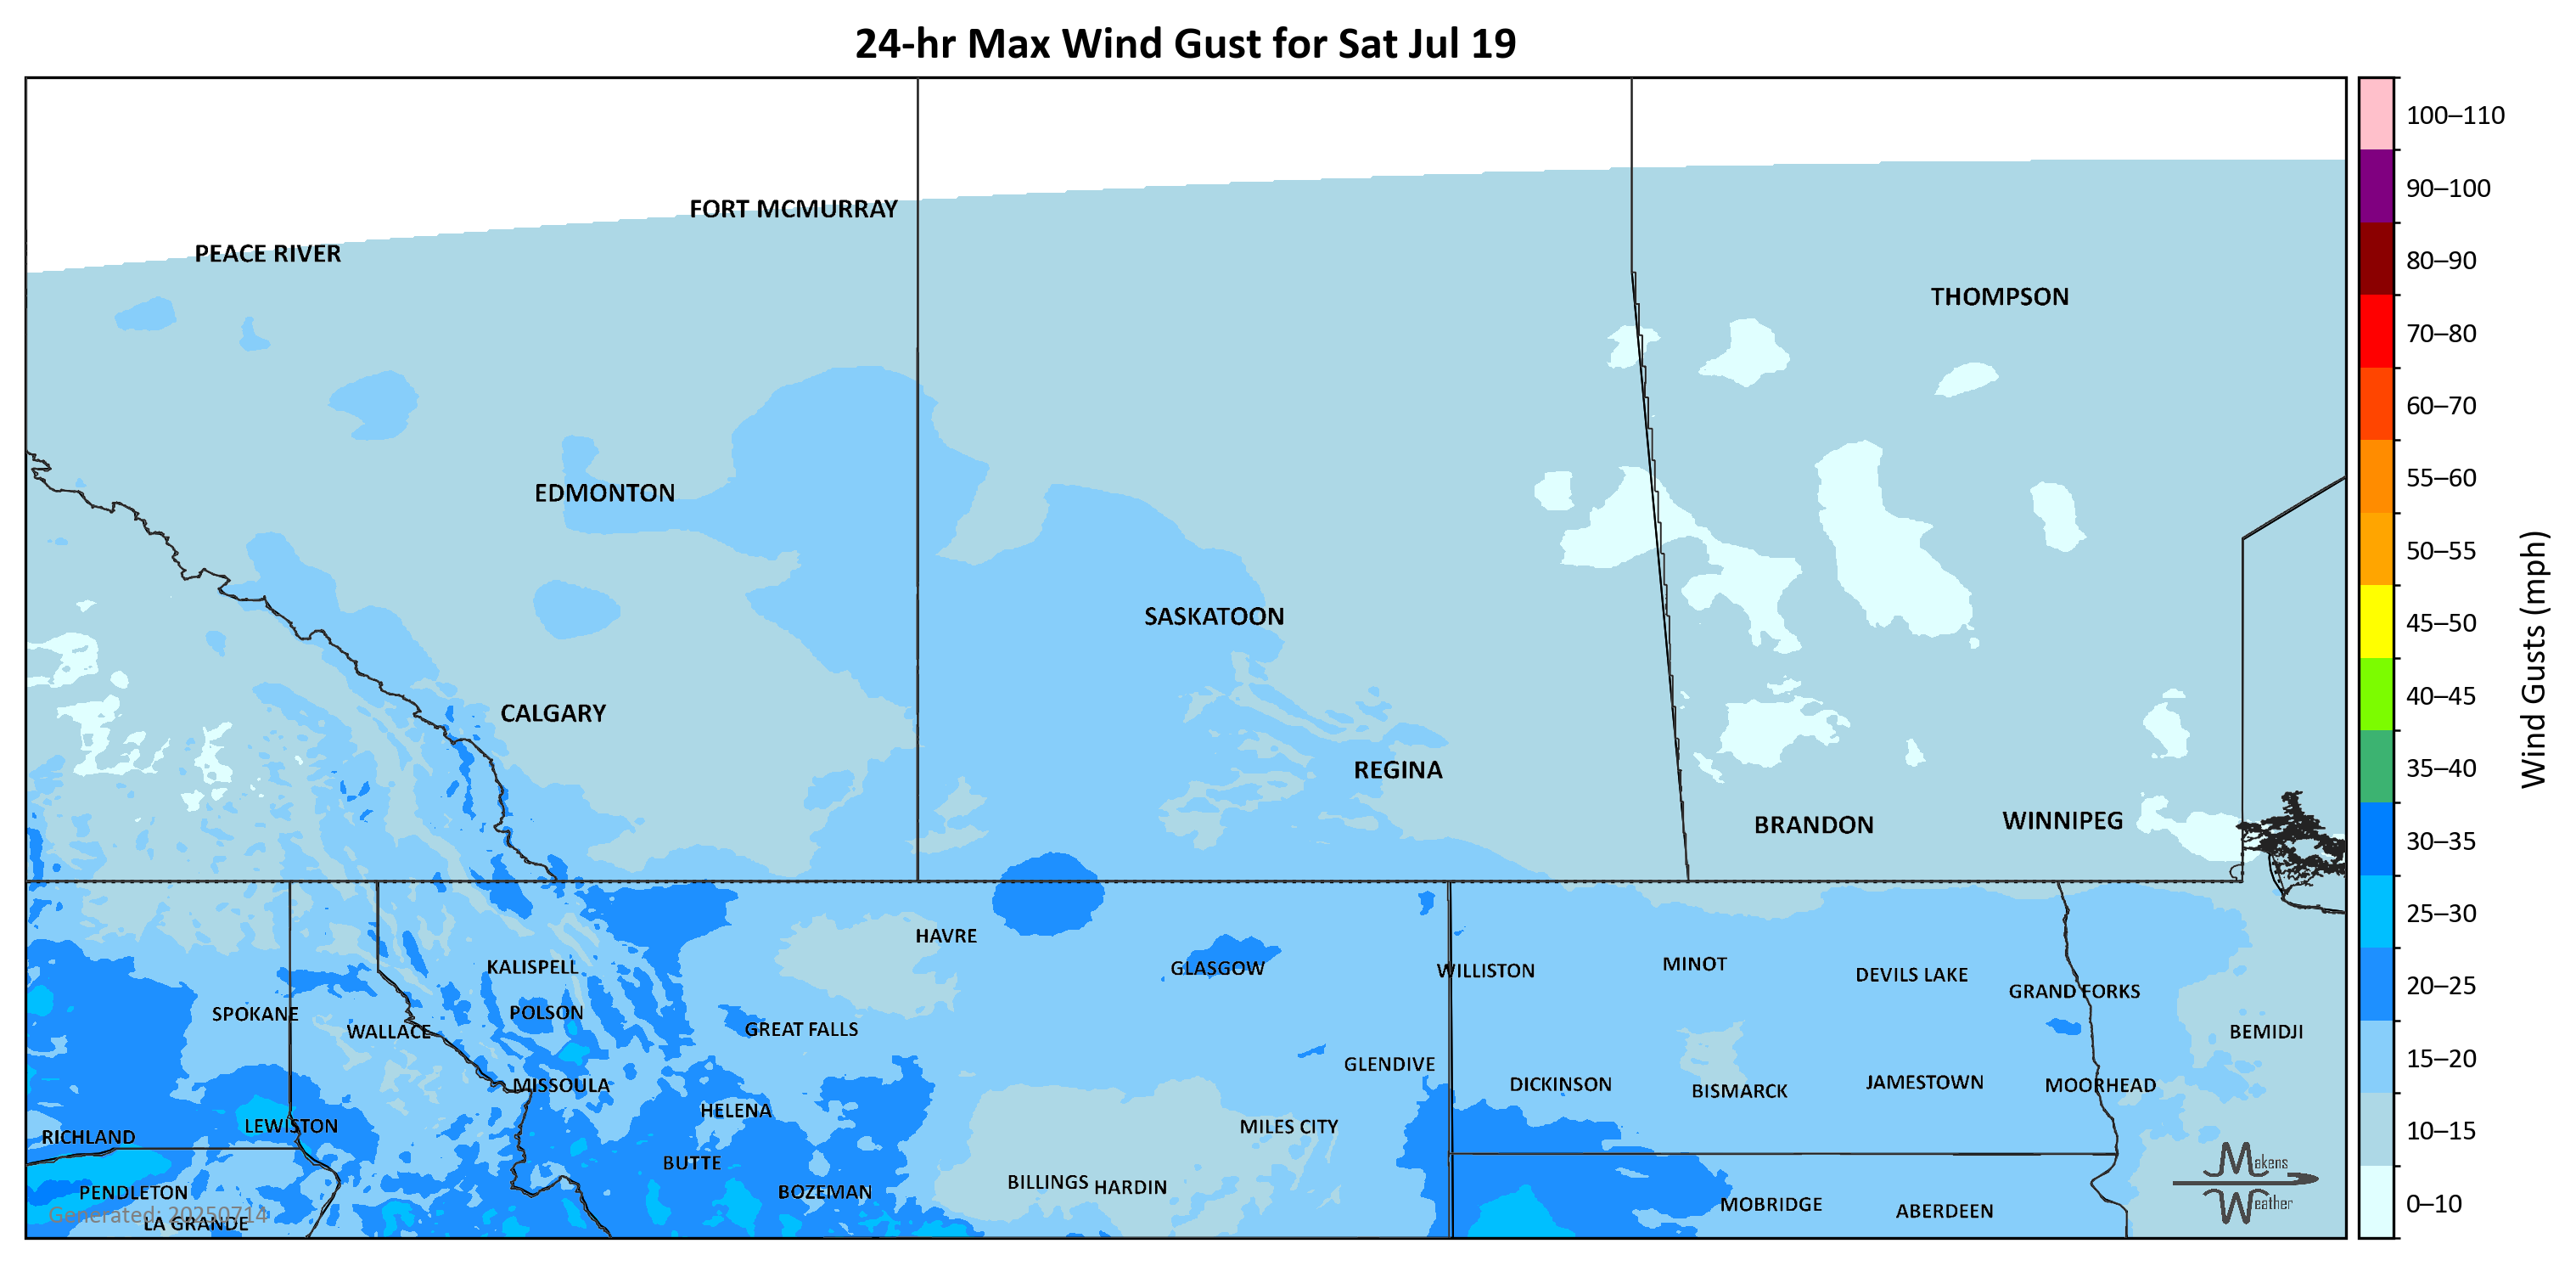 24-hr Max Wind Gust for Sat Jul 19
100–110
90–100
80–90
70–80
60–70
55–60
50–55
45–50
40–45
35–40
30–35
25–30
20–25
15–20
10–15
0–10
Wind Gusts (mph)
FORT MCMURRAY
PEACE RIVER
THOMPSON
EDMONTON
SASKATOON
CALGARY
REGINA
BRANDON
WINNIPEG
HAVRE
KALISPELL
GLASGOW
WILLISTON
MINOT
DEVILS LAKE
GRAND FORKS
SPOKANE
POLSON
WALLACE
GREAT FALLS
BEMIDJI
GLENDIVE
MISSOULA
DICKINSON
BISMARCK
JAMESTOWN
MOORHEAD
HELENA
LEWISTON
MILES CITY
RICHLAND
BUTTE
BILLINGS
HARDIN
PENDLETON
BOZEMAN
MOBRIDGE
ABERDEEN
Generated: 20250714
LA GRANDE
Makens
Weather